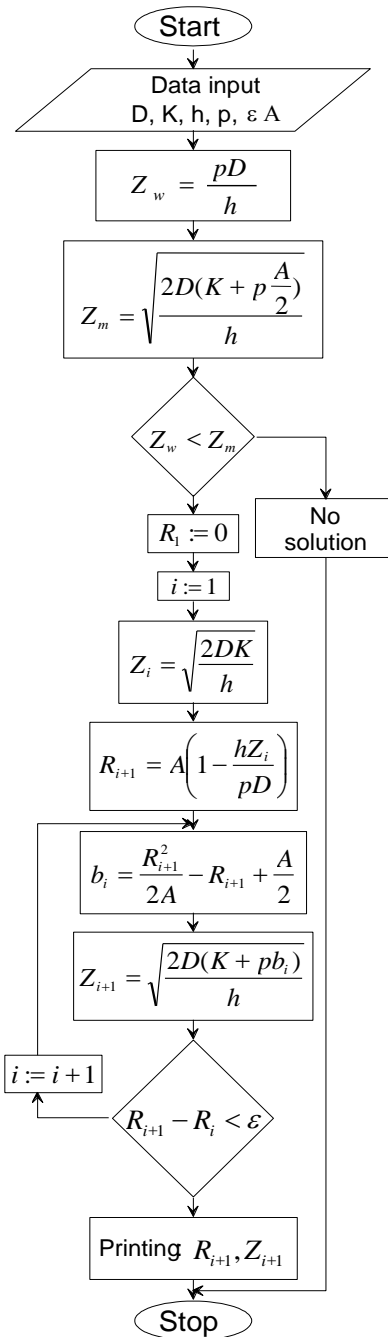 Start
Data input
D, K, h, p, ε A
Z_w = pD / h
Z_m = √(2D(K + p A/2) / h)
Z_w < Z_m
R_1 := 0
No
solution
i := 1
Z_i = √(2DK / h)
R_{i+1} = A(1 − hZ_i / pD)
b_i = R_{i+1}^2 / 2A − R_{i+1} + A/2
Z_{i+1} = √(2D(K + pb_i) / h)
i := i + 1
R_{i+1} − R_i < ε
Printing: R_{i+1}, Z_{i+1}
Stop